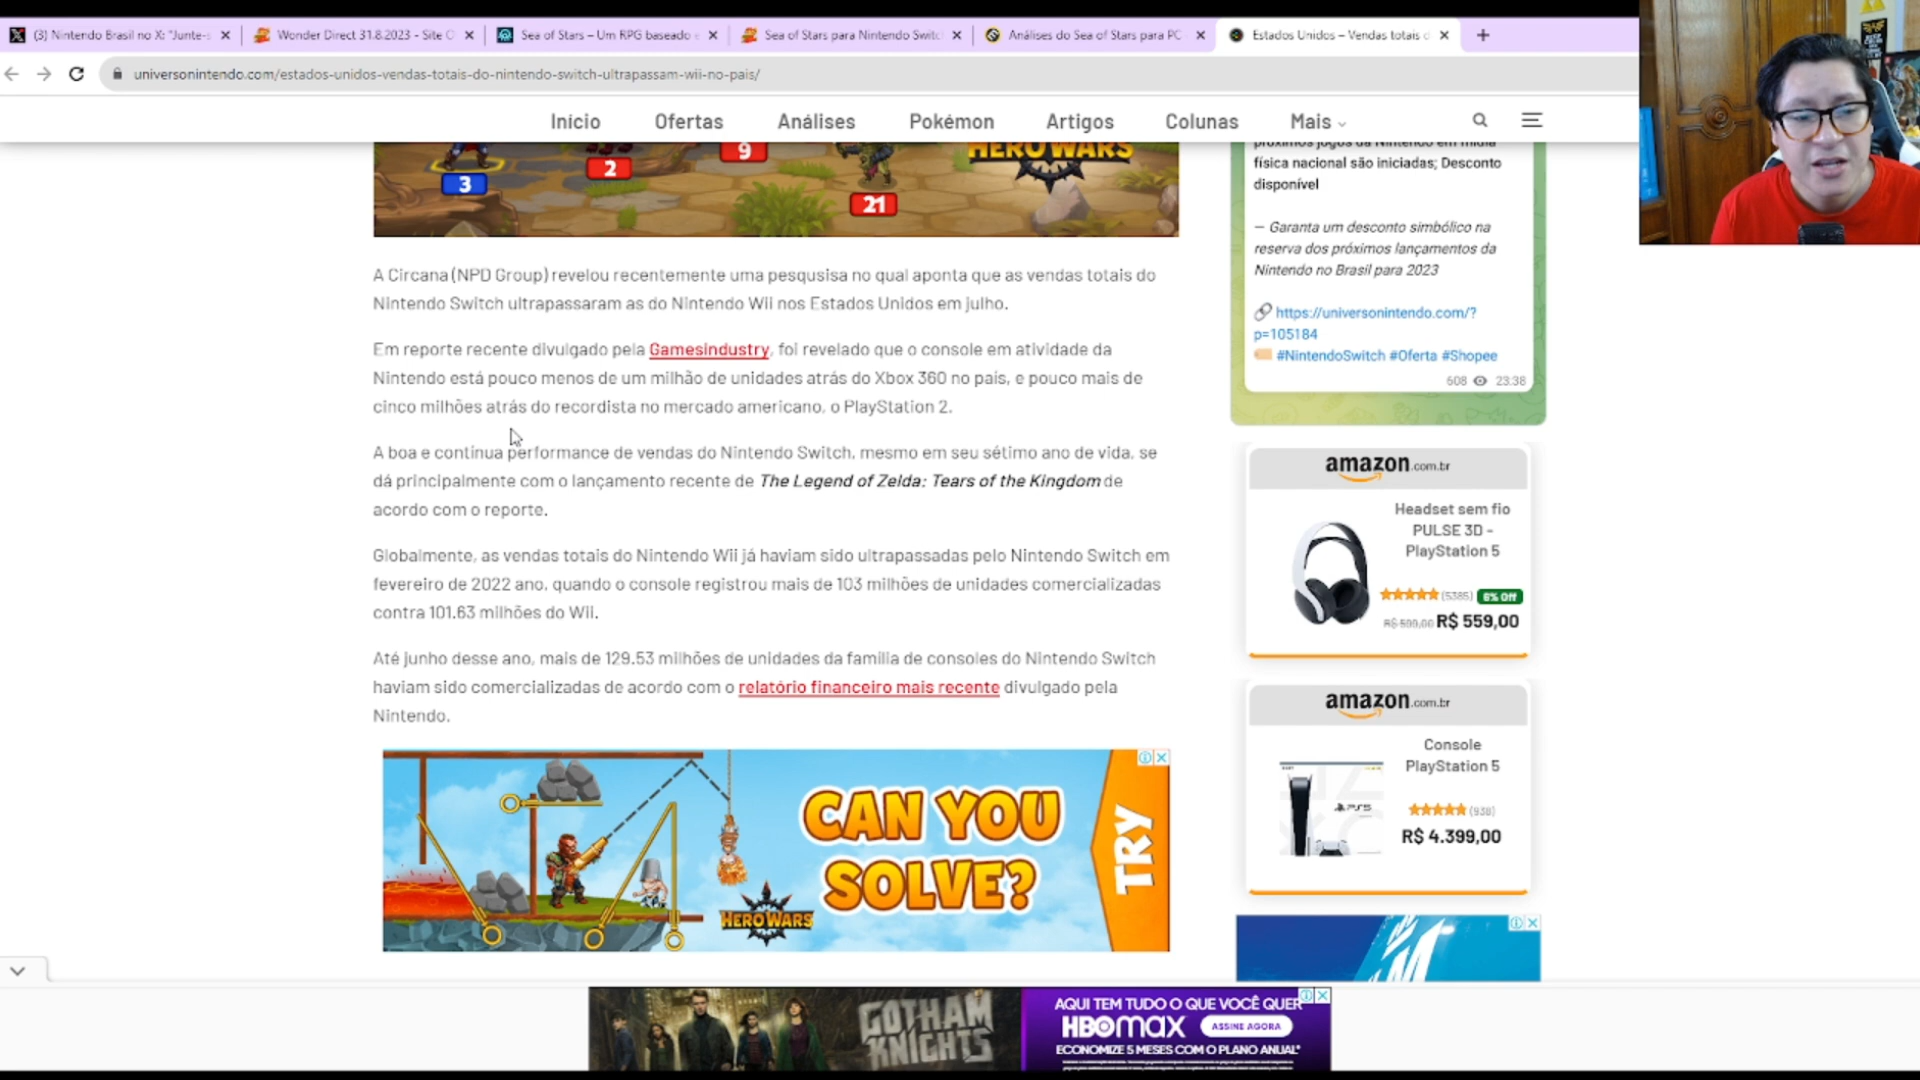 (3) Nintendo Brasil no X: "Junte-s
Wonder Direct 31.8.2023 - Site O
Sea of Stars – Um RPG baseado e
Sea of Stars para Nintendo Switc
Análises do Sea of Stars para PC
Estados Unidos – Vendas totais d
universonintendo.com/estados-unidos-vendas-totais-do-nintendo-switch-ultrapassam-wii-no-pais/
Início Ofertas Análises Pokémon Artigos Colunas Mais
3 2 9 21
HERO WARS
A Circana (NPD Group) revelou recentemente uma pesqusisa no qual aponta que as vendas totais do
Nintendo Switch ultrapassaram as do Nintendo Wii nos Estados Unidos em julho.
Em reporte recente divulgado pela Gamesindustry, foi revelado que o console em atividade da
Nintendo está pouco menos de um milhão de unidades atrás do Xbox 360 no país, e pouco mais de
cinco milhões atrás do recordista no mercado americano, o PlayStation 2.
A boa e contínua performance de vendas do Nintendo Switch, mesmo em seu sétimo ano de vida, se
dá principalmente com o lançamento recente de The Legend of Zelda: Tears of the Kingdom de
acordo com o reporte.
Globalmente, as vendas totais do Nintendo Wii já haviam sido ultrapassadas pelo Nintendo Switch em
fevereiro de 2022 ano, quando o console registrou mais de 103 milhões de unidades comercializadas
contra 101.63 milhões do Wii.
Até junho desse ano, mais de 129.53 milhões de unidades da família de consoles do Nintendo Switch
haviam sido comercializadas de acordo com o relatório financeiro mais recente divulgado pela
Nintendo.
CAN YOU
SOLVE?
TRY
HERO WARS
próximos jogos da Nintendo em mídia
física nacional são iniciadas; Desconto
disponível
— Garanta um desconto simbólico na
reserva dos próximos lançamentos da
Nintendo no Brasil para 2023
https://universonintendo.com/?
p=105184
#NintendoSwitch #Oferta #Shopee
608 23:38
amazon.com.br
Headset sem fio
PULSE 3D -
PlayStation 5
(5385) 6% Off
R$ 599,00 R$ 559,00
amazon.com.br
Console
PlayStation 5
PS5
(938)
R$ 4.399,00
GOTHAM
KNIGHTS
AQUI TEM TUDO O QUE VOCÊ QUER
HBOMAX ASSINE AGORA
ECONOMIZE 5 MESES COM O PLANO ANUAL*